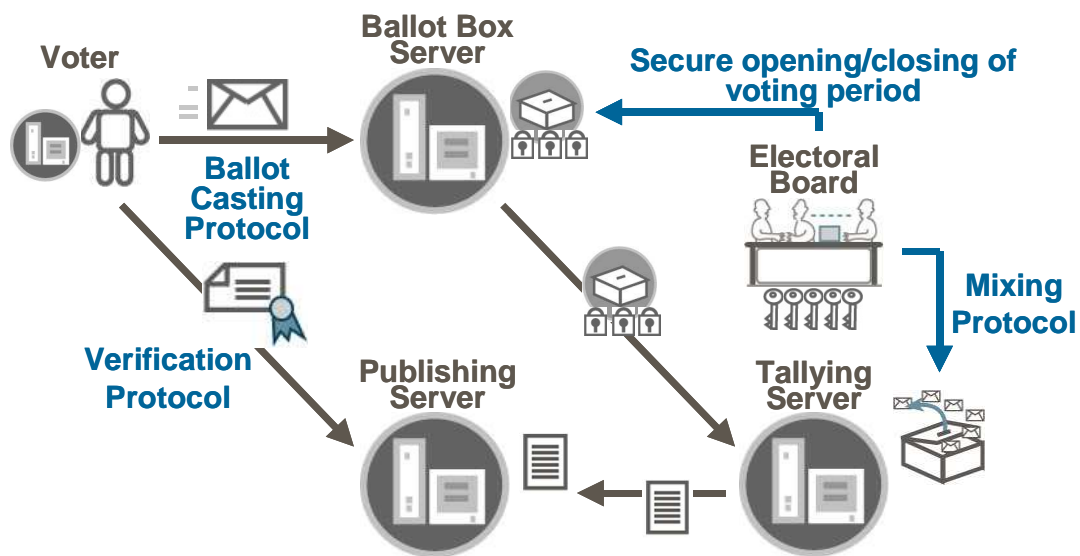 Voter
Ballot Box
Server
Secure opening/closing of
voting period
Ballot
Casting
Protocol
Electoral
Board
Mixing
Protocol
Verification
Protocol
Publishing
Server
Tallying
Server